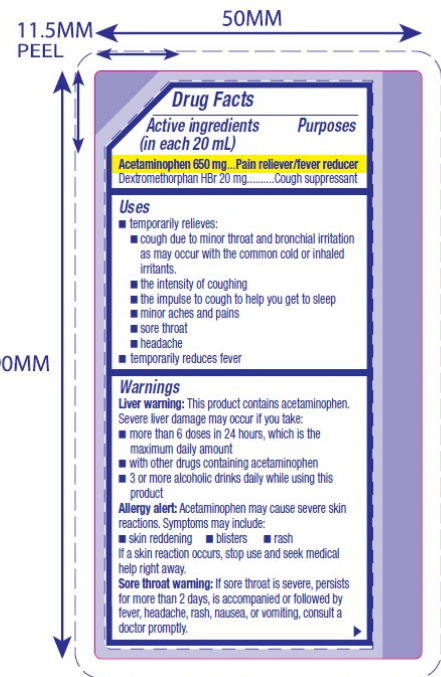 50MM
11.5MM
PEEL
Drug Facts
Active ingredients Purposes
(in each 20 mL)
Acetaminophen 650 mg...Pain reliever/fever reducer
Dextromethorphan HBr 20 mg..........Cough suppressant
Uses
■ temporarily relieves:
■ cough due to minor throat and bronchial irritation
as may occur with the common cold or inhaled
irritants.
■ the intensity of coughing
■ the impulse to cough to help you get to sleep
■ minor aches and pains
■ sore throat
■ headache
■ temporarily reduces fever
0MM
Warnings
Liver warning: This product contains acetaminophen.
Severe liver damage may occur if you take:
■ more than 6 doses in 24 hours, which is the
maximum daily amount
■ with other drugs containing acetaminophen
■ 3 or more alcoholic drinks daily while using this
product
Allergy alert: Acetaminophen may cause severe skin
reactions. Symptoms may include:
■ skin reddening ■ blisters ■ rash
If a skin reaction occurs, stop use and seek medical
help right away.
Sore throat warning: If sore throat is severe, persists
for more than 2 days, is accompanied or followed by
fever, headache, rash, nausea, or vomiting, consult a
doctor promptly.